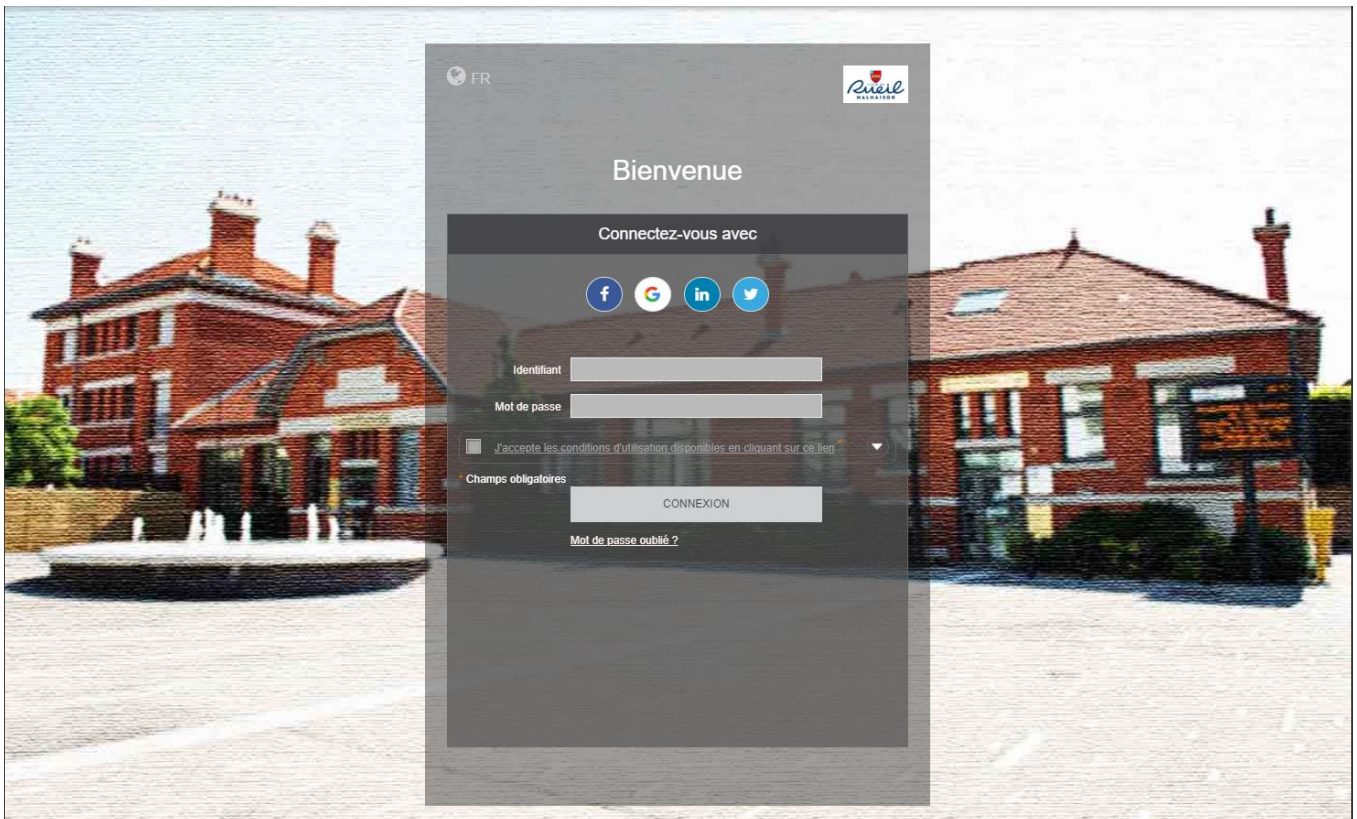 FR
Rueil
MALMAISON
Bienvenue
Connectez-vous avec
Identifiant
Mot de passe
J'accepte les conditions d'utilisation disponibles en cliquant sur ce lien *
* Champs obligatoires
CONNEXION
Mot de passe oublié ?